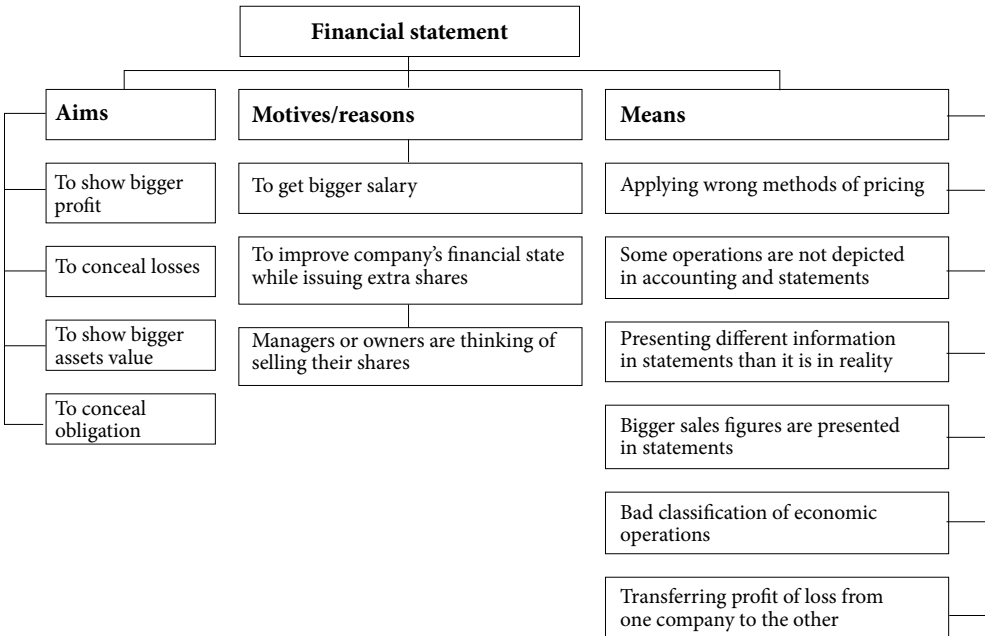 Financial statement
Aims
To show bigger
profit
To conceal losses
To show bigger
assets value
To conceal
obligation
Motives/reasons
To get bigger salary
To improve company’s financial state
while issuing extra shares
Managers or owners are thinking of
selling their shares
Means
Applying wrong methods of pricing
Some operations are not depicted
in accounting and statements
Presenting different information
in statements than it is in reality
Bigger sales figures are presented
in statements
Bad classification of economic
operations
Transferring profit of loss from
one company to the other